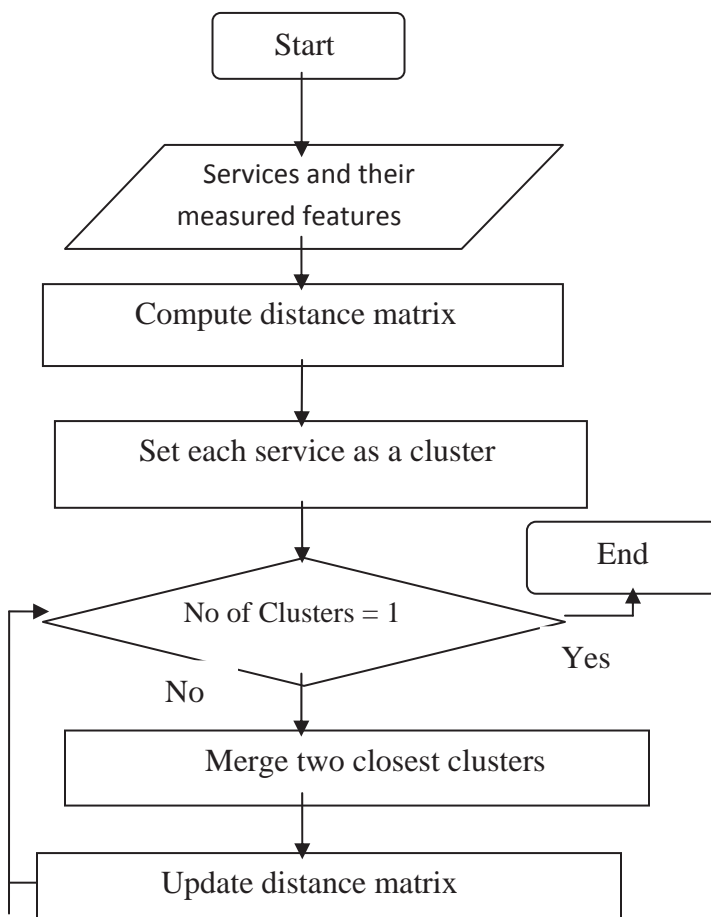 Start
Services and their
measured features
Compute distance matrix
Set each service as a cluster
End
No of Clusters = 1
Yes
No
Merge two closest clusters
Update distance matrix